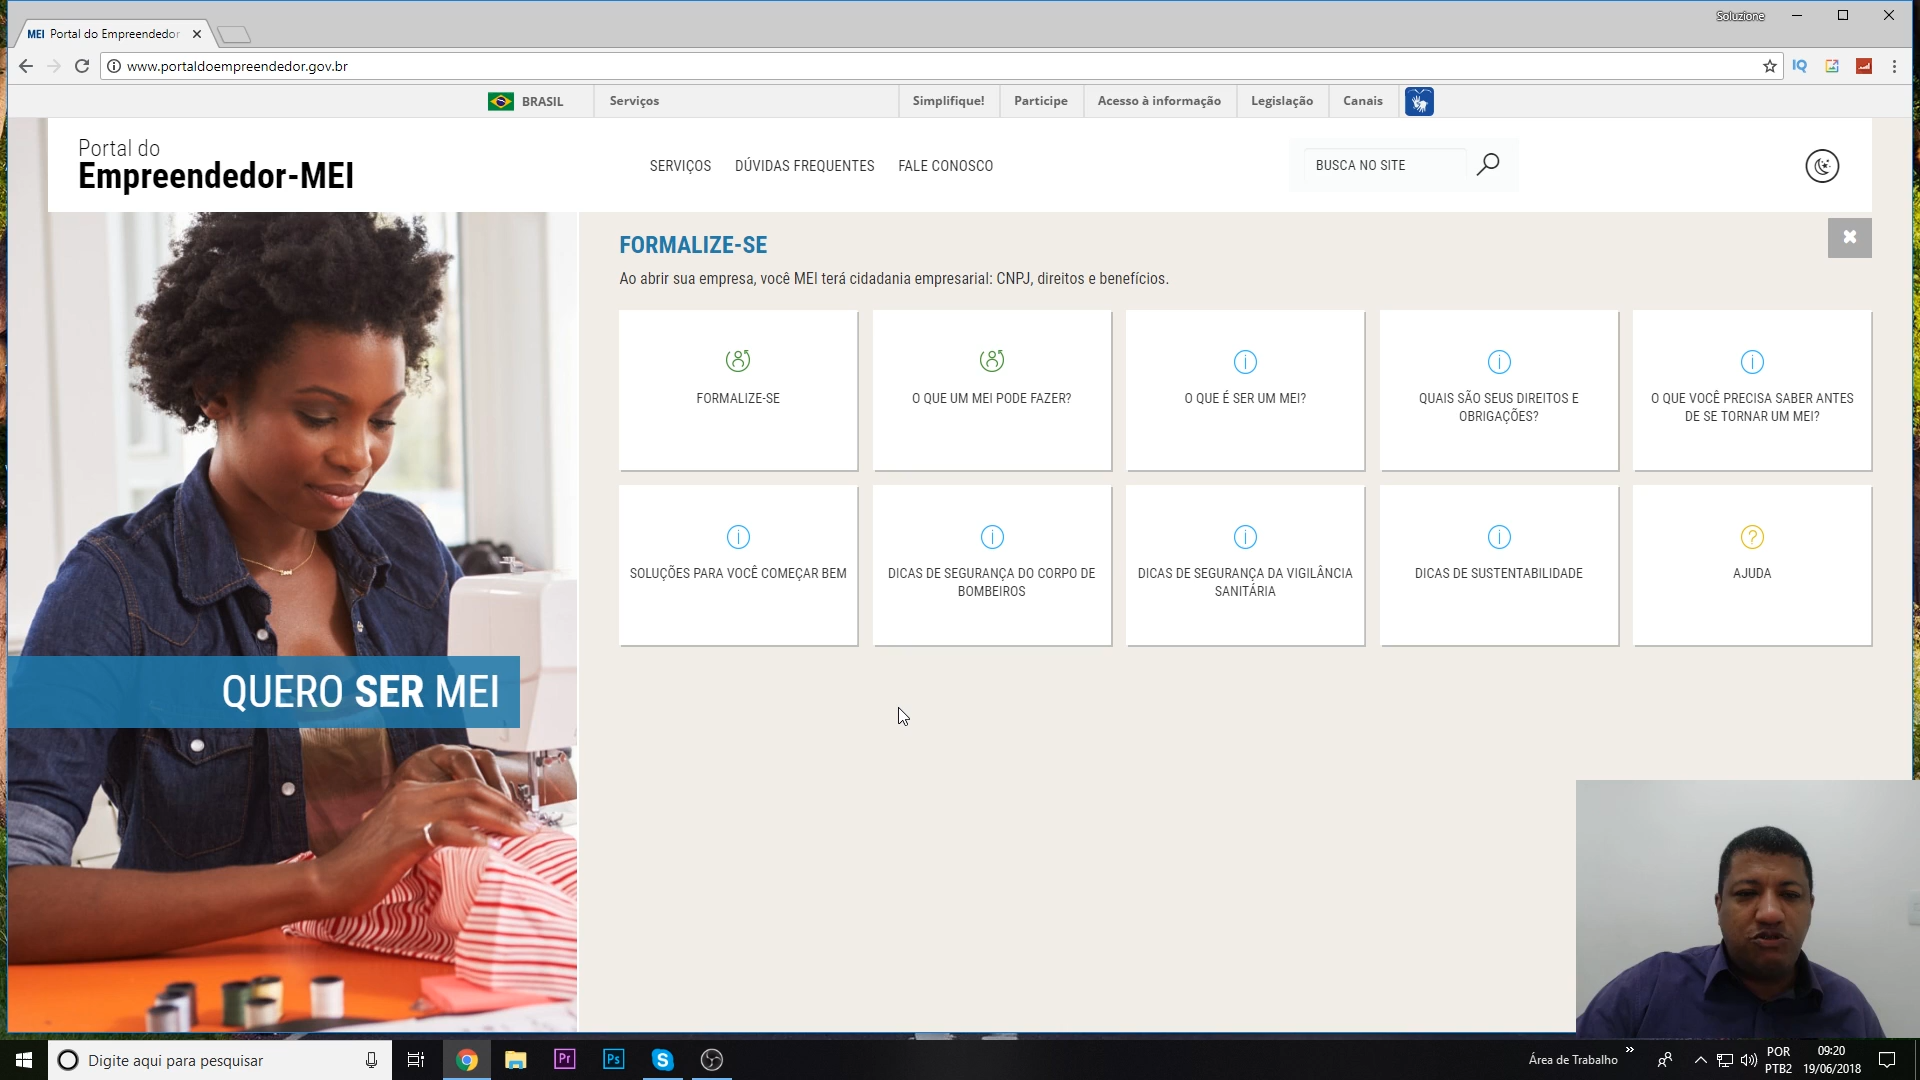 Soluzione
MEI Portal do Empreendedor
www.portaldoempreendedor.gov.br
IQ
BRASIL
Serviços
Simplifique!
Participe
Acesso à informação
Legislação
Canais
Portal do
Empreendedor-MEI
SERVIÇOS
DÚVIDAS FREQUENTES
FALE CONOSCO
BUSCA NO SITE
FORMALIZE-SE
Ao abrir sua empresa, você MEI terá cidadania empresarial: CNPJ, direitos e benefícios.
FORMALIZE-SE
O QUE UM MEI PODE FAZER?
O QUE É SER UM MEI?
QUAIS SÃO SEUS DIREITOS E
OBRIGAÇÕES?
O QUE VOCÊ PRECISA SABER ANTES
DE SE TORNAR UM MEI?
SOLUÇÕES PARA VOCÊ COMEÇAR BEM
DICAS DE SEGURANÇA DO CORPO DE
BOMBEIROS
DICAS DE SEGURANÇA DA VIGILÂNCIA
SANITÁRIA
DICAS DE SUSTENTABILIDADE
AJUDA
QUERO SER MEI
Digite aqui para pesquisar
Pr
Ps
Área de Trabalho
POR
PTB2
09:20
19/06/2018